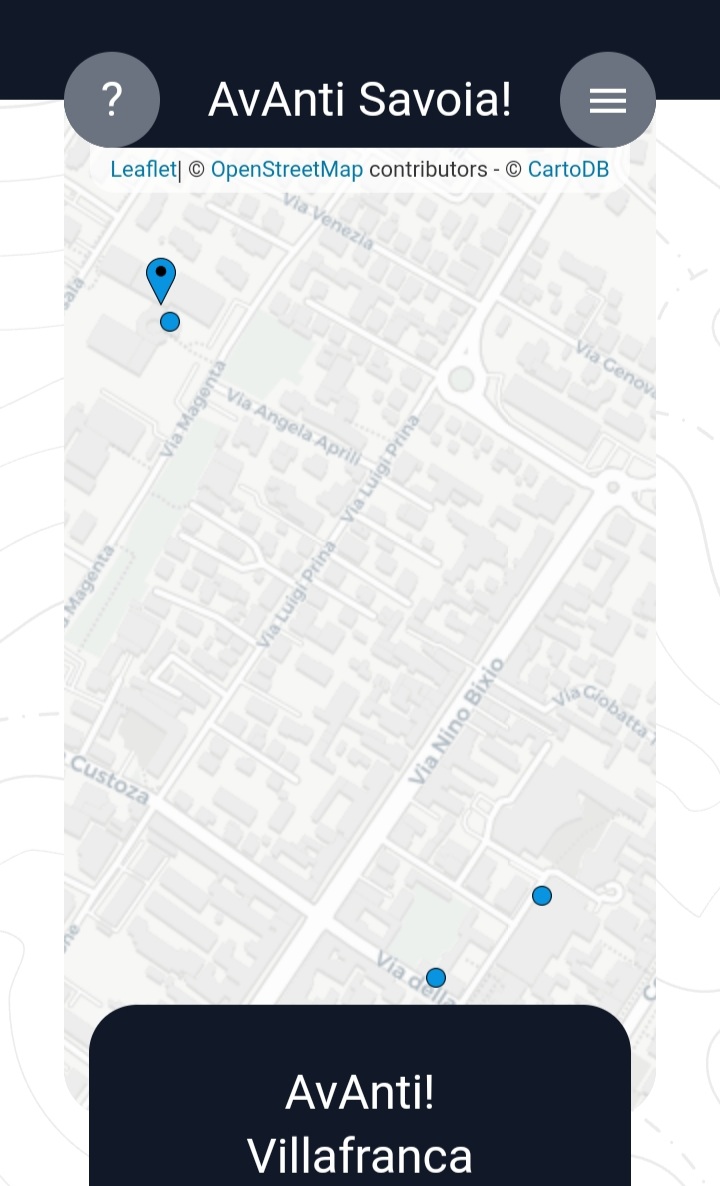 ?
AvAnti Savoia!
Leaflet| © OpenStreetMap contributors - © CartoDB
Via Venezia
Via Genova
Via Magenta
Via Angela Aprili
Via Luigi Prina
Magenta
Via Luigi Prina
Via Nino Bixio
Via Giobatta
Custoza
Via della
AvAnti!
Villafranca